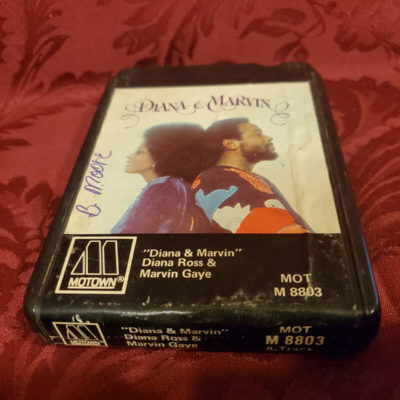 DIANA & MARVIN
B. Moore
MOTOWN®
"Diana & Marvin"
Diana Ross &
Marvin Gaye
MOT
M 8803
MOTOWN®
"Diana & Marvin"
Diana Ross &
Marvin Gaye
MOT
M 8803
8-Track